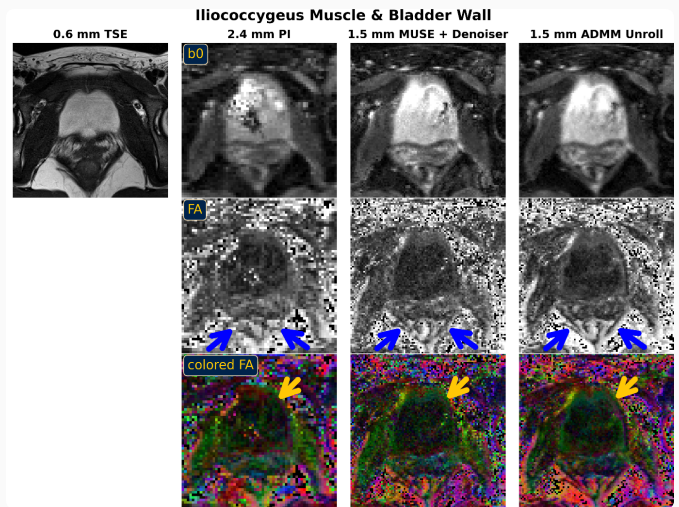 Iliococcygeus Muscle & Bladder Wall
0.6 mm TSE
2.4 mm PI
1.5 mm MUSE + Denoiser
1.5 mm ADMM Unroll
b0
FA
colored FA